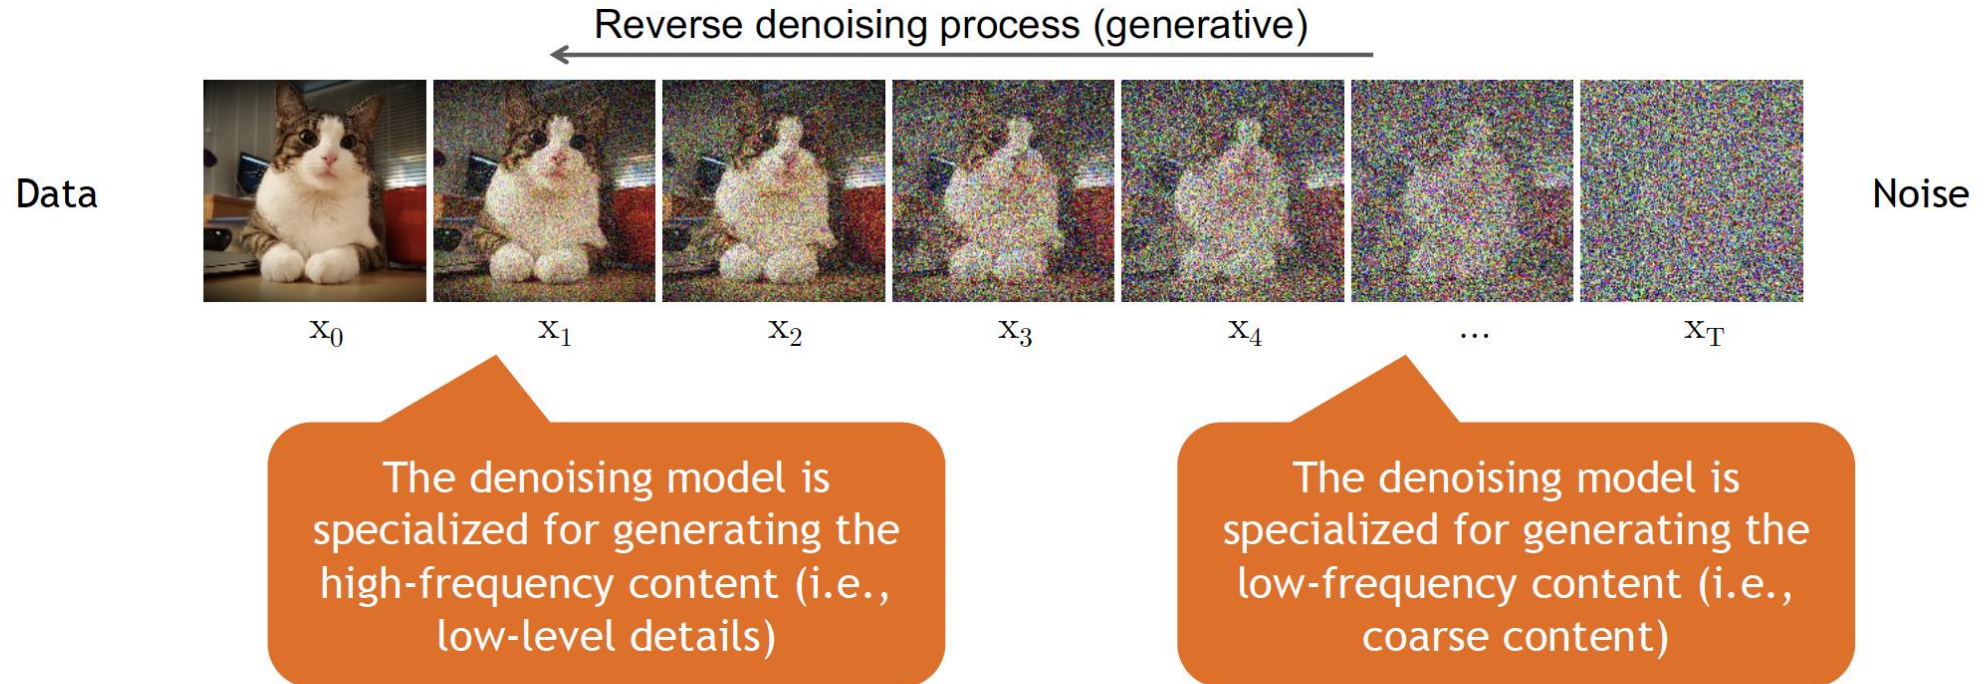 Reverse denoising process (generative)
Data
Noise
x0
x1
x2
x3
x4
...
xT
The denoising model is
specialized for generating the
high-frequency content (i.e.,
low-level details)
The denoising model is
specialized for generating the
low-frequency content (i.e.,
coarse content)